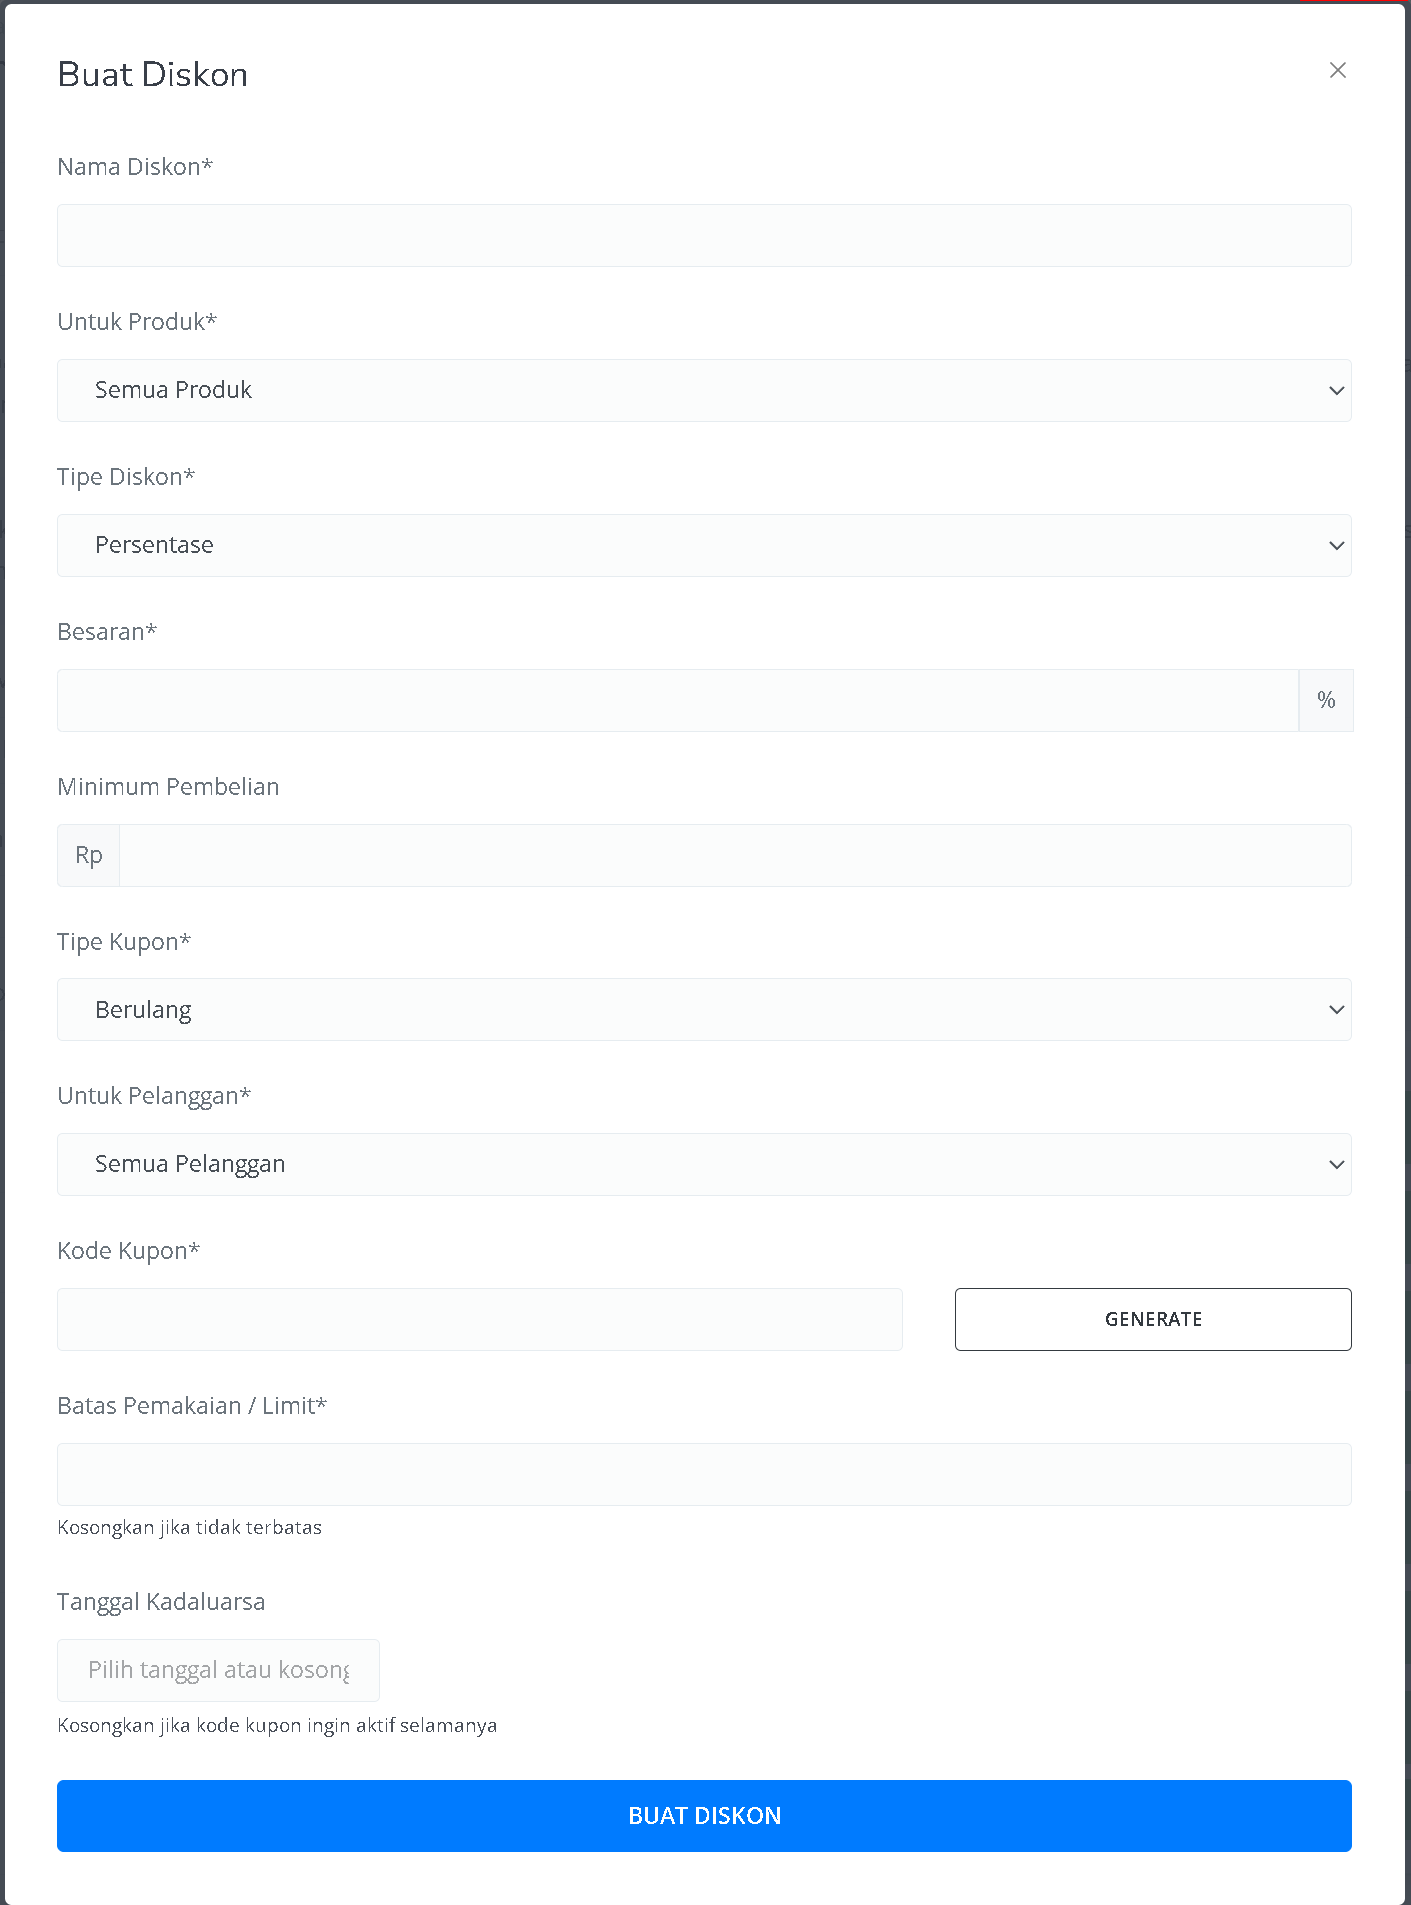 Buat Diskon
Nama Diskon*
Untuk Produk*
Semua Produk
Tipe Diskon*
Persentase
Besaran*
%
Minimum Pembelian
Rp
Tipe Kupon*
Berulang
Untuk Pelanggan*
Semua Pelanggan
Kode Kupon*
GENERATE
Batas Pemakaian / Limit*
Kosongkan jika tidak terbatas
Tanggal Kadaluarsa
Pilih tanggal atau kosong
Kosongkan jika kode kupon ingin aktif selamanya
BUAT DISKON